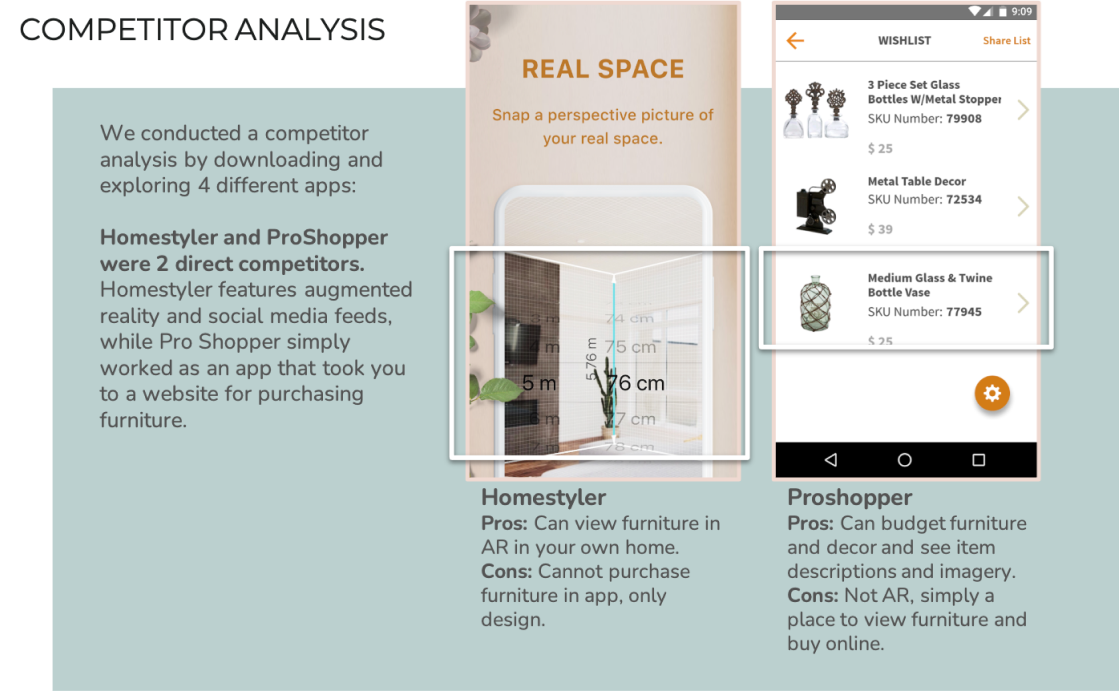 COMPETITOR ANALYSIS
We conducted a competitor
analysis by downloading and
exploring 4 different apps:
Homestyler and ProShopper
were 2 direct competitors.
Homestyler features augmented
reality and social media feeds,
while Pro Shopper simply
worked as an app that took you
to a website for purchasing
furniture.
REAL SPACE
Snap a perspective picture of
your real space.
3 m
74 cm
4 m
75 cm
5.76 m
5 m
76 cm
6 m
77 cm
7 m
78 cm
Homestyler
Pros: Can view furniture in
AR in your own home.
Cons: Cannot purchase
furniture in app, only
design.
9:09
WISHLIST
Share List
3 Piece Set Glass
Bottles W/Metal Stopper
SKU Number: 79908
$ 25
Metal Table Decor
SKU Number: 72534
$ 39
Medium Glass & Twine
Bottle Vase
SKU Number: 77945
$ 25
Proshopper
Pros: Can budget furniture
and decor and see item
descriptions and imagery.
Cons: Not AR, simply a
place to view furniture and
buy online.